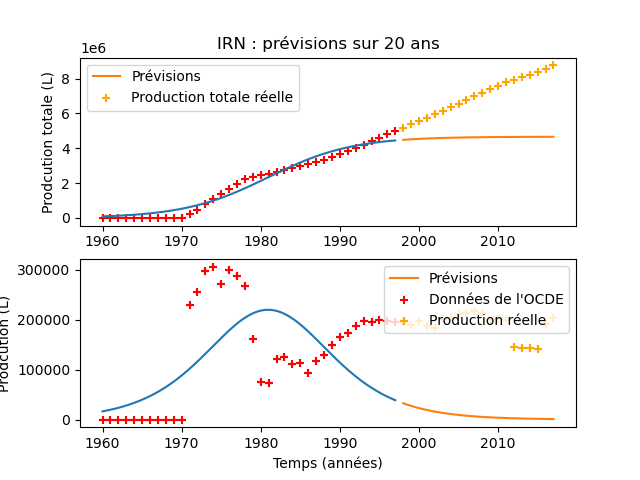 IRN : prévisions sur 20 ans
1e6
Prodcution totale (L)
8
6
4
2
0
Prévisions
Production totale réelle
1960 1970 1980 1990 2000 2010
Prodcution (L)
300000
200000
100000
0
Prévisions
Données de l'OCDE
Production réelle
1960 1970 1980 1990 2000 2010
Temps (années)